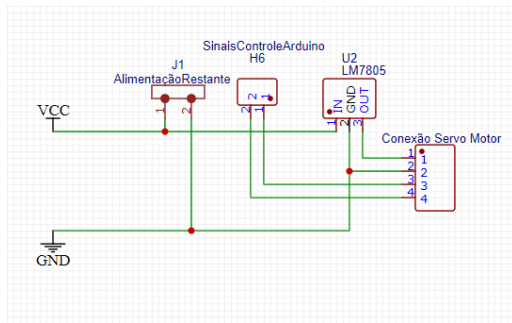 SinaisControleArduino
H6
J1
AlimentaçãoRestante
U2
LM7805
VCC
1
2
2
1
2
1
IN
GND
OUT
1
2
3
Conexão Servo Motor
1
1
2
2
3
3
4
4
GND